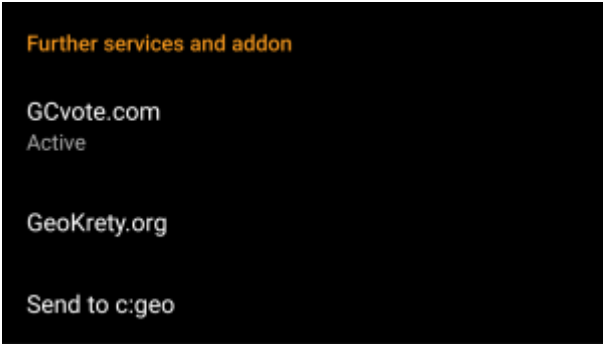 Further services and addon
GCvote.com
Active
GeoKrety.org
Send to c:geo